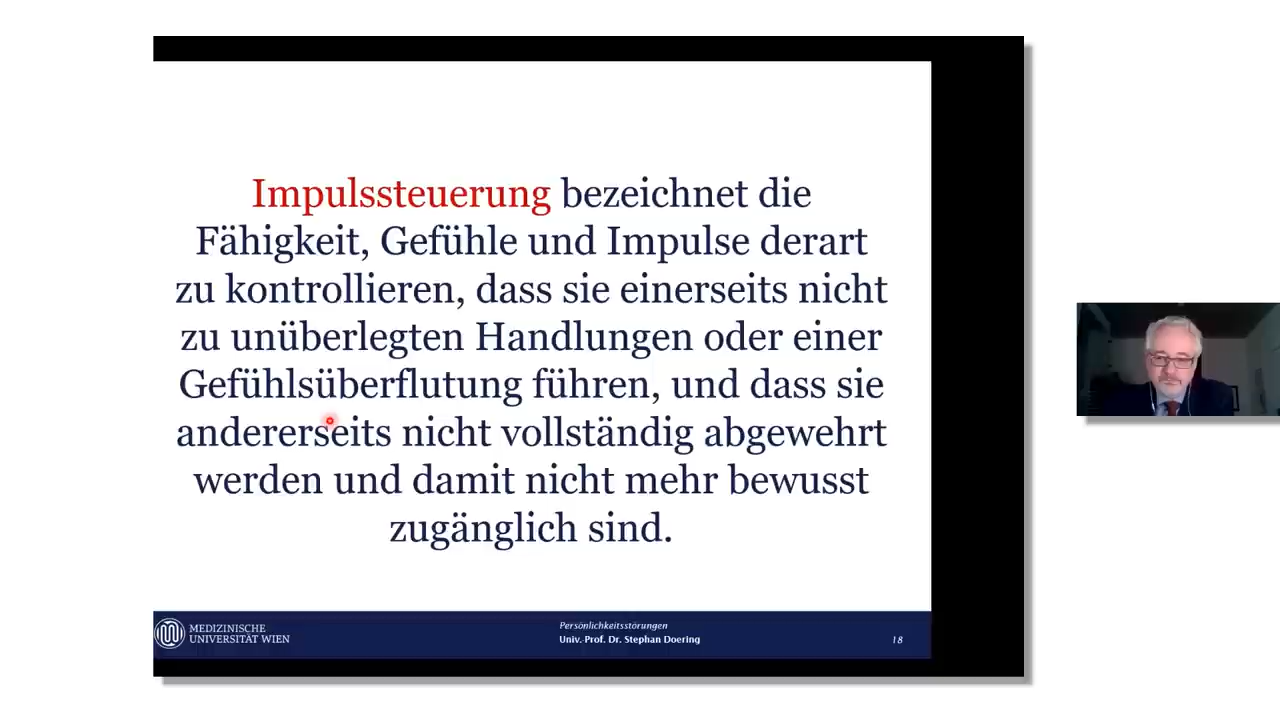 Impulssteuerung bezeichnet die
Fähigkeit, Gefühle und Impulse derart
zu kontrollieren, dass sie einerseits nicht
zu unüberlegten Handlungen oder einer
Gefühlsüberflutung führen, und dass sie
andererseits nicht vollständig abgewehrt
werden und damit nicht mehr bewusst
zugänglich sind.
MEDIZINISCHE
UNIVERSITÄT WIEN
Persönlichkeitsstörungen
Univ.-Prof. Dr. Stephan Doering
18